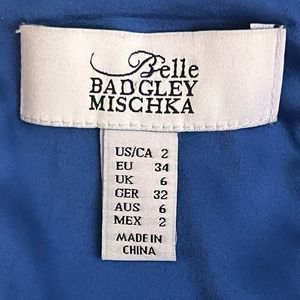 Belle
BADGLEY
MISCHKA
US/CA 2
EU 34
UK 6
GER 32
AUS 6
MEX 2
MADE IN
CHINA